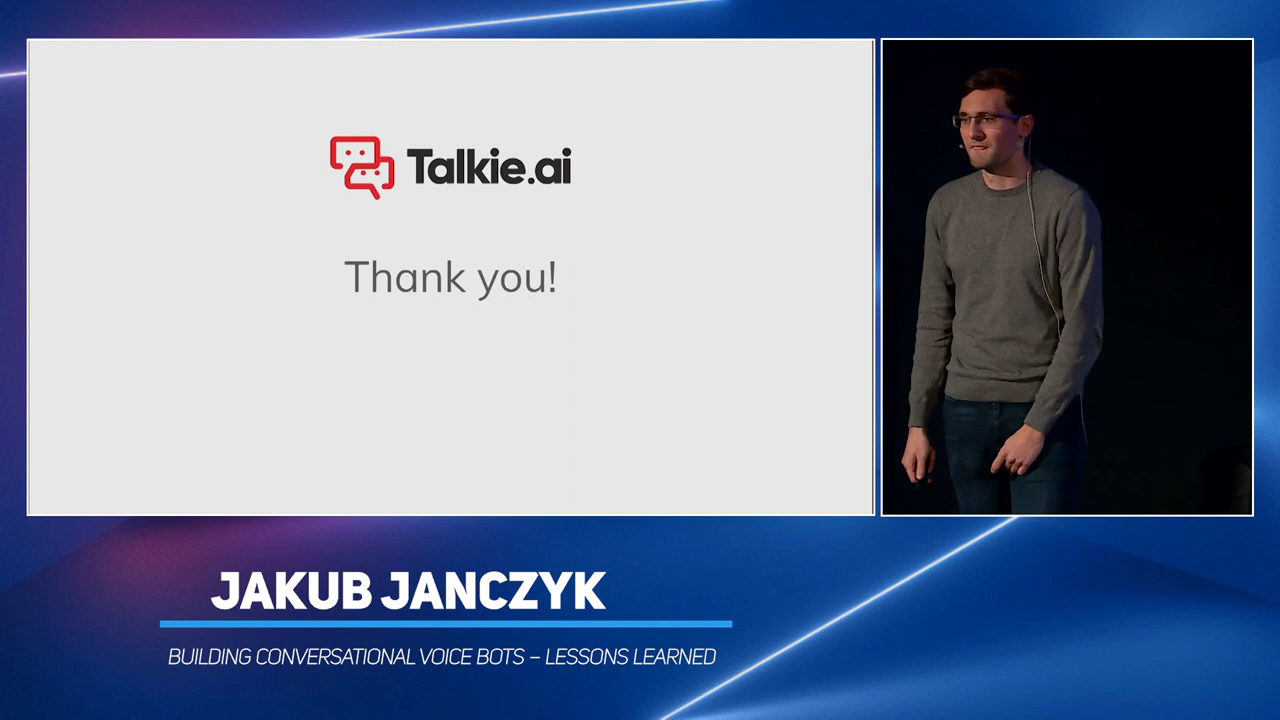 Talkie.ai
Thank you!
JAKUB JANCZYK
BUILDING CONVERSATIONAL VOICE BOTS – LESSONS LEARNED